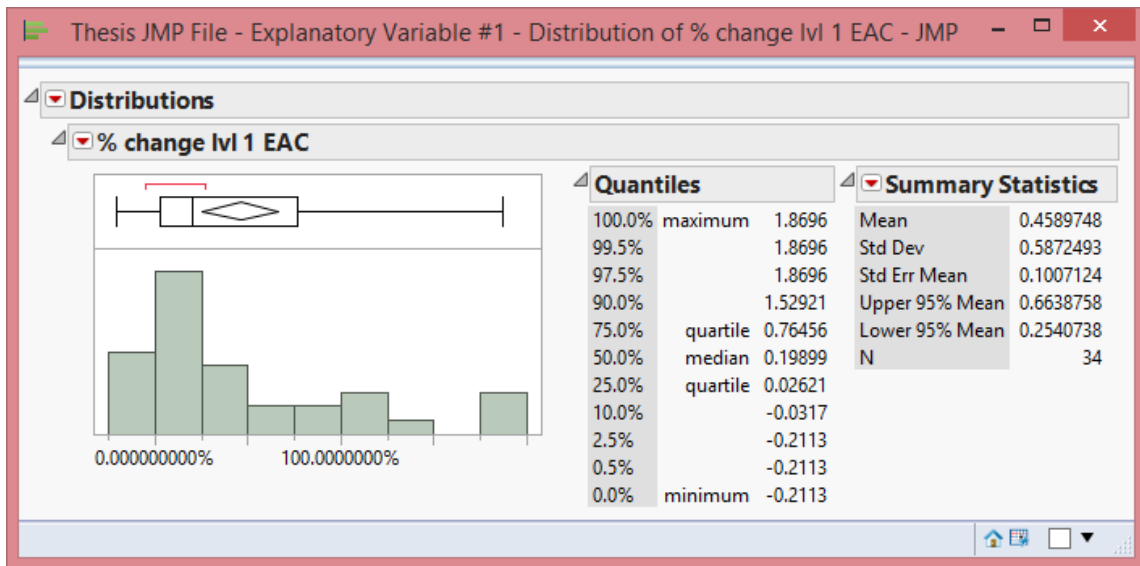 Thesis JMP File - Explanatory Variable #1 - Distribution of % change lvl 1 EAC - JMP
Distributions
% change lvl 1 EAC
0.000000000% 100.0000000%
Quantiles
100.0% maximum 1.8696
99.5% 1.8696
97.5% 1.8696
90.0% 1.52921
75.0% quartile 0.76456
50.0% median 0.19899
25.0% quartile 0.02621
10.0% -0.0317
2.5% -0.2113
0.5% -0.2113
0.0% minimum -0.2113
Summary Statistics
Mean 0.4589748
Std Dev 0.5872493
Std Err Mean 0.1007124
Upper 95% Mean 0.6638758
Lower 95% Mean 0.2540738
N 34